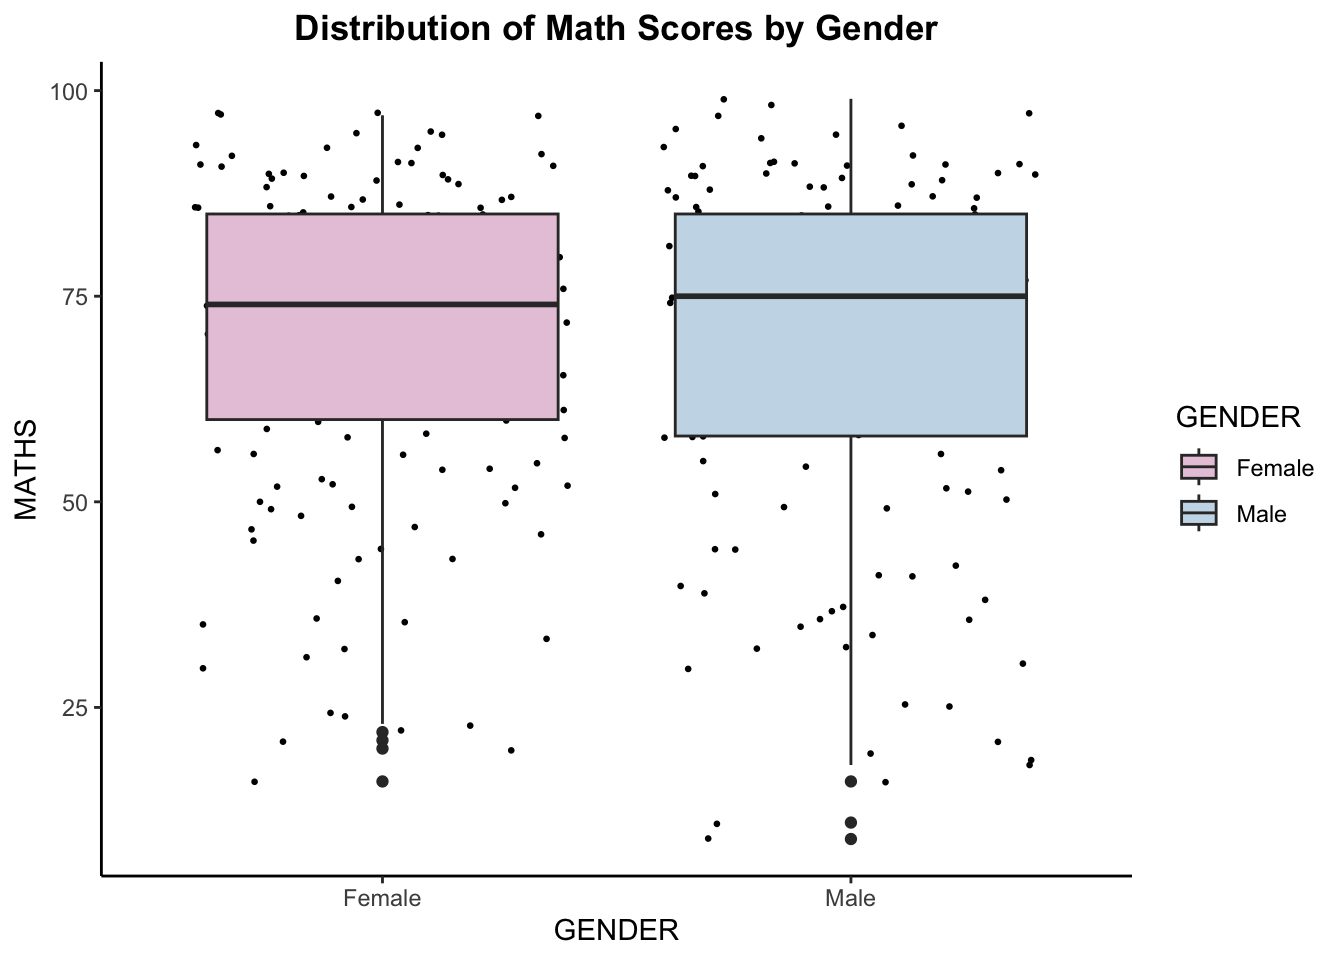 Distribution of Math Scores by Gender
MATHS
100
75
50
25
Female
Male
GENDER
GENDER
Female
Male